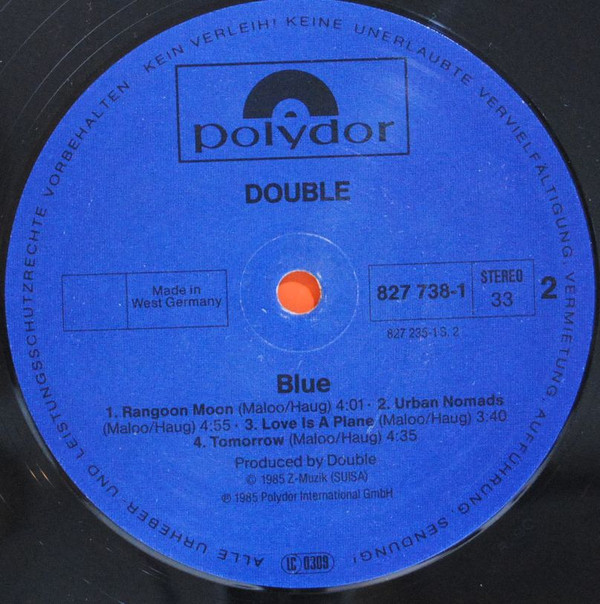 ALLE URHEBER- UND LEISTUNGSSCHUTZRECHTE VORBEHALTEN KEIN VERLEIH! KEINE UNERLAUBTE VERVIELFÄLTIGUNG, VERMIETUNG, AUFFÜHRUNG, SENDUNG!
polydor
DOUBLE
Made in
West Germany
827 738-1
STEREO
33
2
827 235-1 S. 2
Blue
1. Rangoon Moon (Maloo/Haug) 4:01 · 2. Urban Nomads
(Maloo/Haug) 4:55 · 3. Love Is A Plane (Maloo/Haug) 3:40
4. Tomorrow (Maloo/Haug) 4:35
Produced by Double
© 1985 Z-Muzik (SUISA)
℗ 1985 Polydor International GmbH
LC 0309